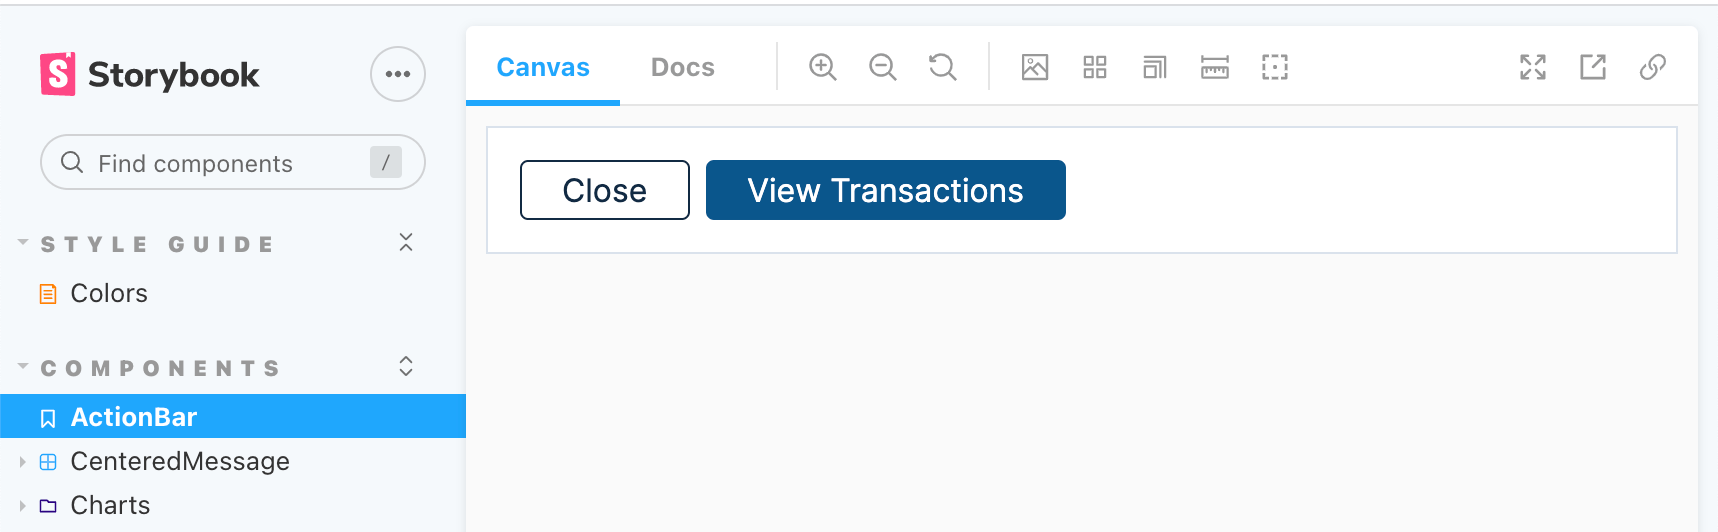 Storybook
Find components /
STYLE GUIDE
Colors
COMPONENTS
ActionBar
CenteredMessage
Charts
Canvas Docs
Close View Transactions